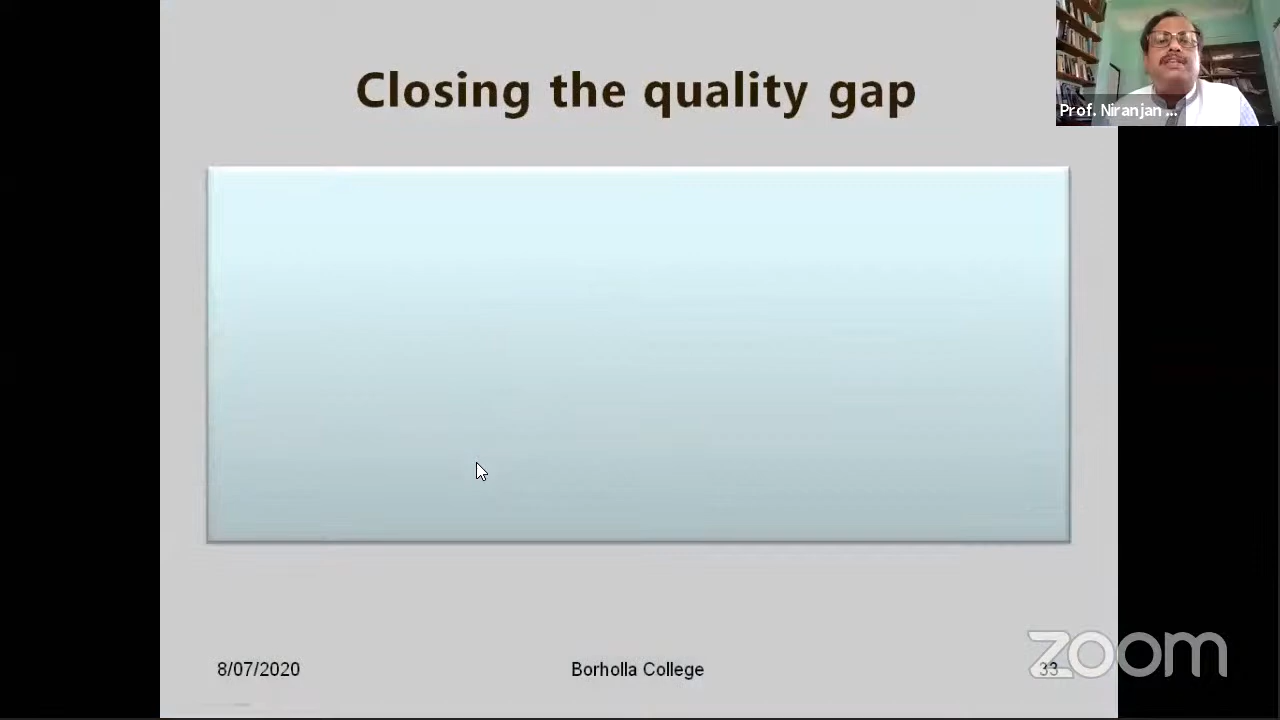 Closing the quality gap
Prof. Niranjan ...
8/07/2020
Borholla College
33
zoom